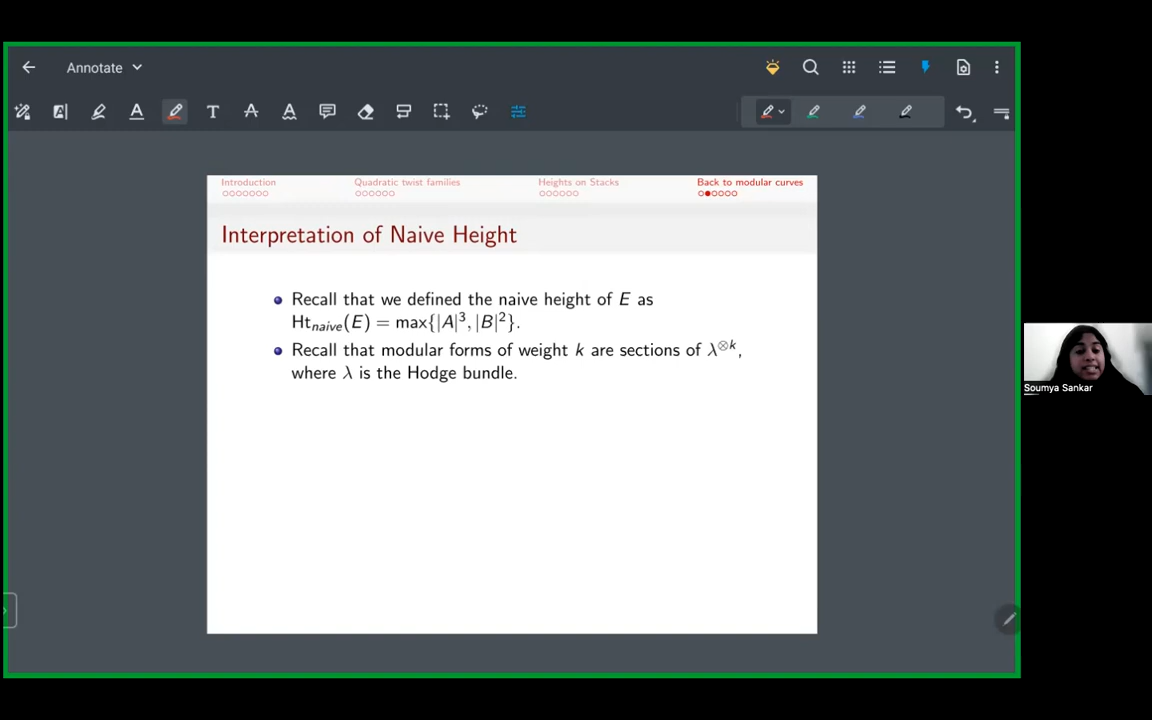 Annotate
Introduction
Quadratic twist families
Heights on Stacks
Back to modular curves
Interpretation of Naive Height
Recall that we defined the naive height of E as
Ht_naive(E) = max{|A|³, |B|²}.
Recall that modular forms of weight k are sections of λ^⊗k,
where λ is the Hodge bundle.
Soumya Sankar